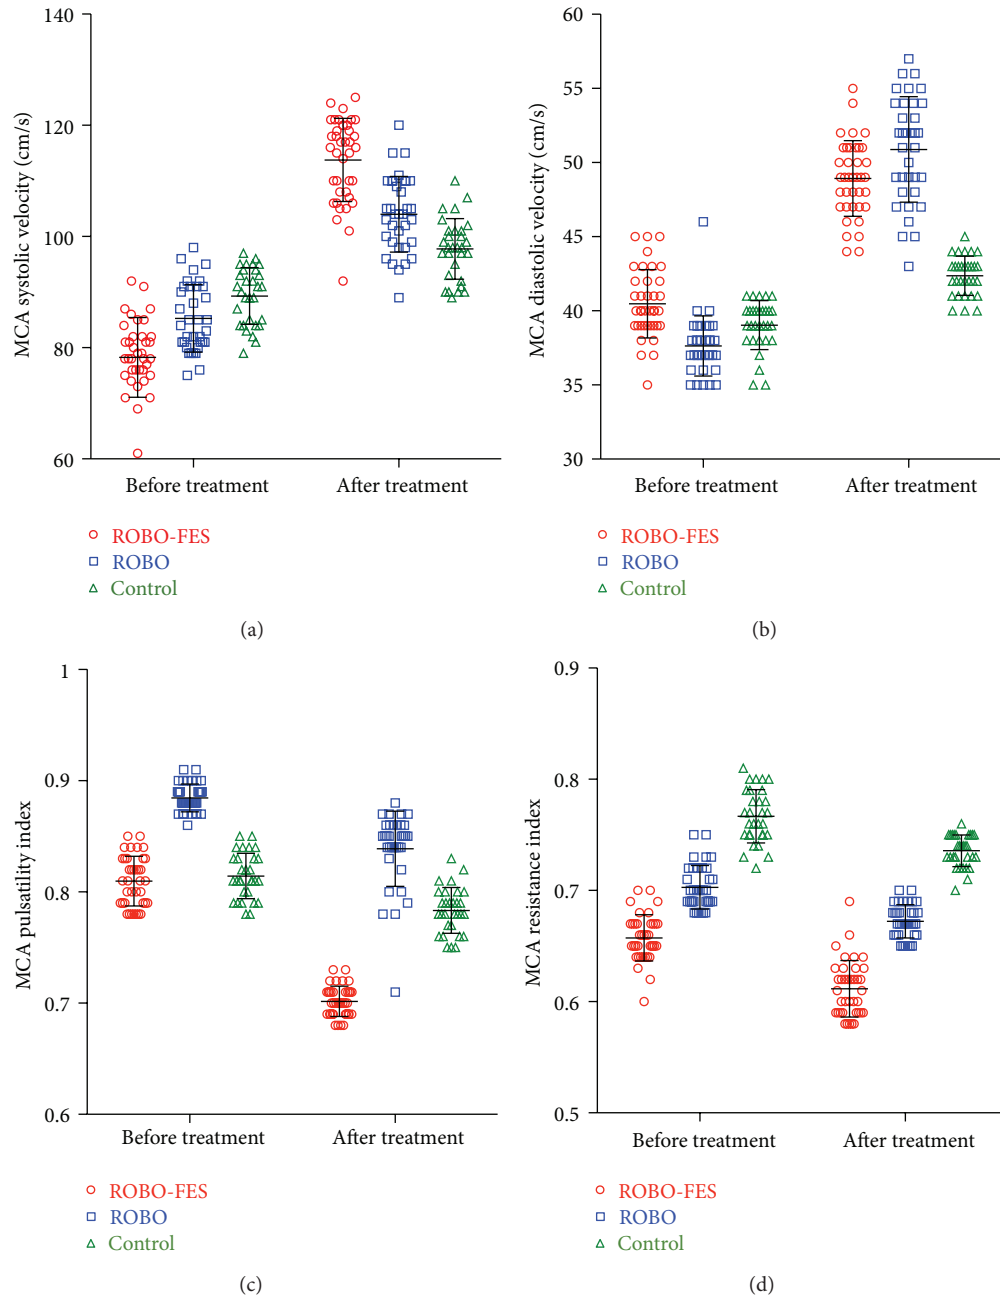 140
120
100
80
60
MCA systolic velocity (cm/s)
Before treatment
After treatment
ROBO-FES
ROBO
Control
(a)
60
55
50
45
40
35
30
MCA diastolic velocity (cm/s)
Before treatment
After treatment
ROBO-FES
ROBO
Control
(b)
1
0.9
0.8
0.7
0.6
MCA pulsatility index
Before treatment
After treatment
ROBO-FES
ROBO
Control
(c)
0.9
0.8
0.7
0.6
0.5
MCA resistance index
Before treatment
After treatment
ROBO-FES
ROBO
Control
(d)